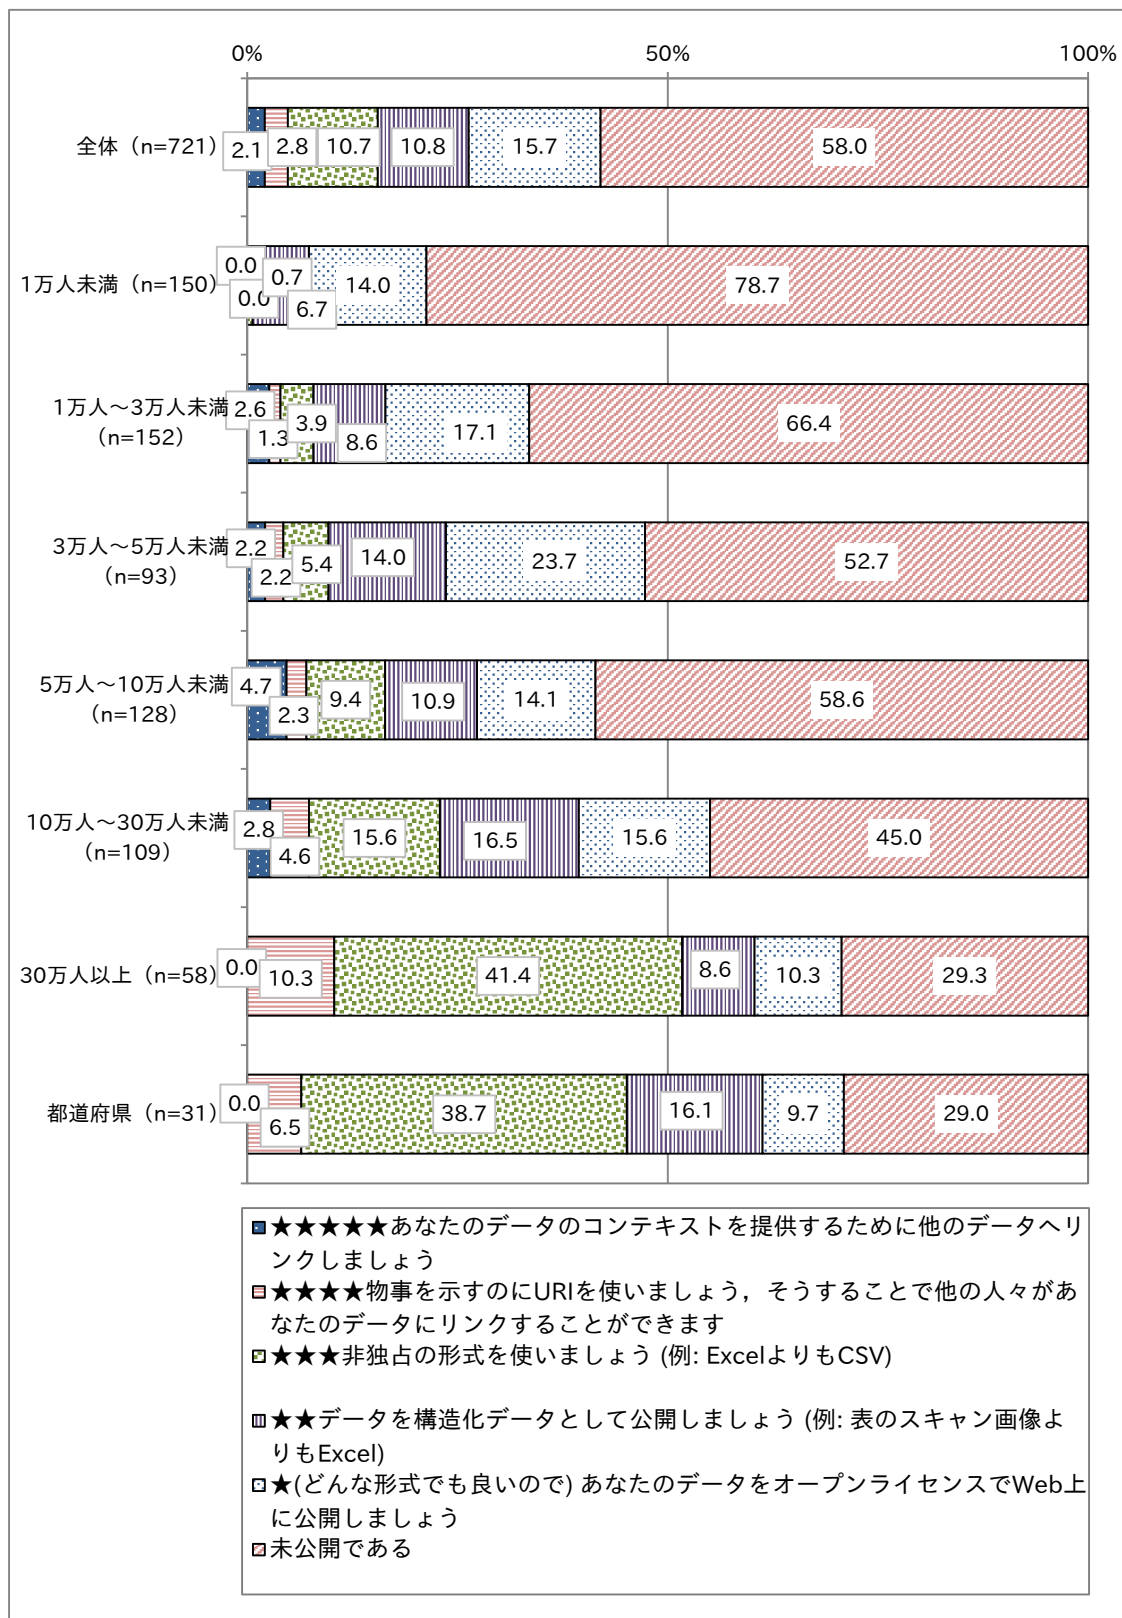 0% 50% 100%
全体（n=721） 2.1 2.8 10.7 10.8 15.7 58.0
1万人未満（n=150） 0.0 0.0 0.7 6.7 14.0 78.7
1万人～3万人未満
（n=152）
2.6 1.3 3.9 8.6 17.1 66.4
3万人～5万人未満
（n=93）
2.2 2.2 5.4 14.0 23.7 52.7
5万人～10万人未満
（n=128）
4.7 2.3 9.4 10.9 14.1 58.6
10万人～30万人未満
（n=109）
2.8 4.6 15.6 16.5 15.6 45.0
30万人以上（n=58） 0.0 10.3 41.4 8.6 10.3 29.3
都道府県（n=31） 0.0 6.5 38.7 16.1 9.7 29.0
★★★★★あなたのデータのコンテキストを提供するために他のデータへリ
ンクしましょう
★★★★物事を示すのにURIを使いましょう，そうすることで他の人々があ
なたのデータにリンクすることができます
★★★非独占の形式を使いましょう (例: ExcelよりもCSV)
★★データを構造化データとして公開しましょう (例: 表のスキャン画像よ
りもExcel)
★(どんな形式でも良いので) あなたのデータをオープンライセンスでWeb上
に公開しましょう
未公開である